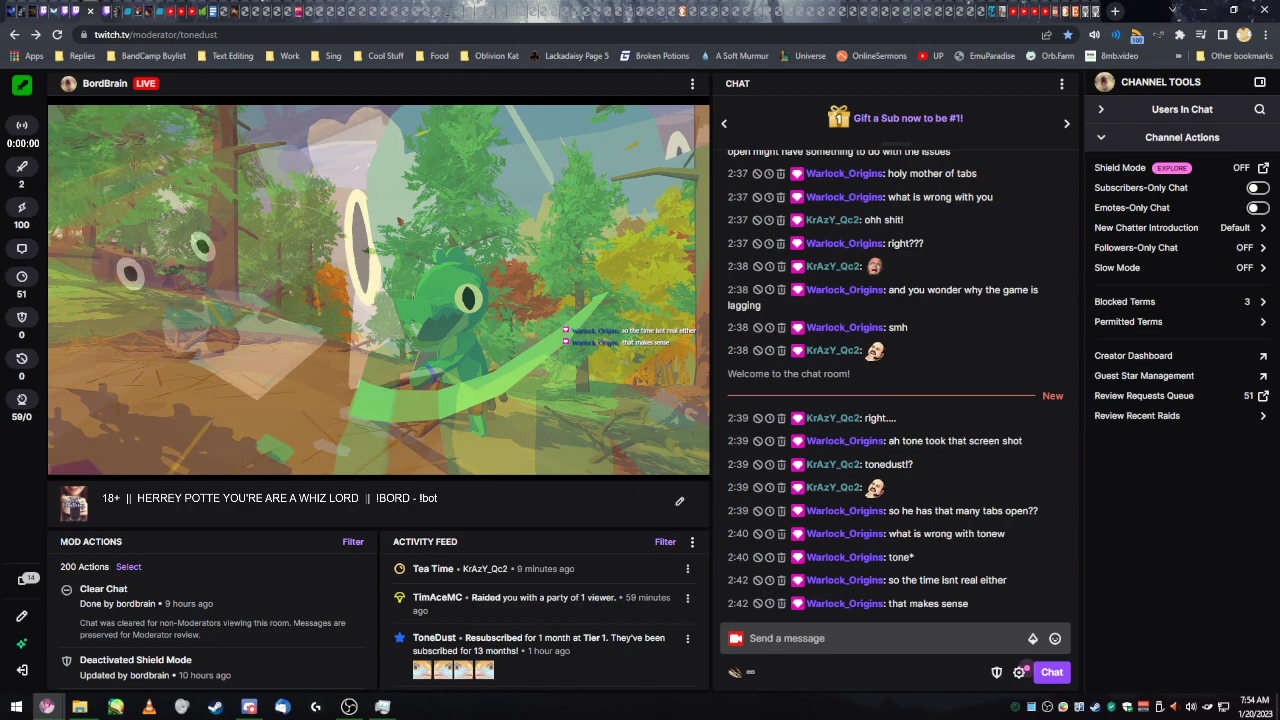 twitch.tv/moderator/tonedust
Apps Replies BandCamp Buylist Text Editing Work Sing Cool Stuff Food Oblivion Kat Lackadaisy Page 5 Broken Potions A Soft Murmur Universe OnlineSermons UP EmuParadise Orb.Farm Bmb.video » Other bookmarks
BordBrain LIVE
0:00:00
2
100
51
0
0
59/0
14
Warlock_Origins: so the time isnt real either
Warlock_Origins: that makes sense
18+ || HERREY POTTE YOU'RE ARE A WHIZ LORD || !BORD - !bot
MOD ACTIONS Filter
200 Actions Select
Clear Chat
Done by bordbrain • 9 hours ago
Chat was cleared for non-Moderators viewing this room. Messages are
preserved for Moderator review.
Deactivated Shield Mode
Updated by bordbrain • 10 hours ago
ACTIVITY FEED Filter
Tea Time • KrAzY_Qc2 • 9 minutes ago
TimAceMC • Raided you with a party of 1 viewer. • 59 minutes
ago
ToneDust • Resubscribed for 1 month at Tier 1. They've been
subscribed for 13 months! • 1 hour ago
CHAT
Gift a Sub now to be #1!
open might have something to do with the issues
2:37 Warlock_Origins: holy mother of tabs
2:37 Warlock_Origins: what is wrong with you
2:37 KrAzY_Qc2: ohh shit!
2:37 Warlock_Origins: right???
2:38 KrAzY_Qc2:
2:38 Warlock_Origins: and you wonder why the game is
lagging
2:38 Warlock_Origins: smh
2:38 KrAzY_Qc2:
Welcome to the chat room!
New
2:39 KrAzY_Qc2: right....
2:39 Warlock_Origins: ah tone took that screen shot
2:39 KrAzY_Qc2: tonedust!?
2:39 KrAzY_Qc2:
2:39 Warlock_Origins: so he has that many tabs open??
2:40 Warlock_Origins: what is wrong with tonew
2:40 Warlock_Origins: tone*
2:42 Warlock_Origins: so the time isnt real either
2:42 Warlock_Origins: that makes sense
Send a message
∞ Chat
CHANNEL TOOLS
Users In Chat
Channel Actions
Shield Mode EXPLORE OFF
Subscribers-Only Chat
Emotes-Only Chat
New Chatter Introduction Default
Followers-Only Chat OFF
Slow Mode OFF
Blocked Terms 3
Permitted Terms
Creator Dashboard
Guest Star Management
Review Requests Queue 51
Review Recent Raids
7:54 AM
1/20/2023